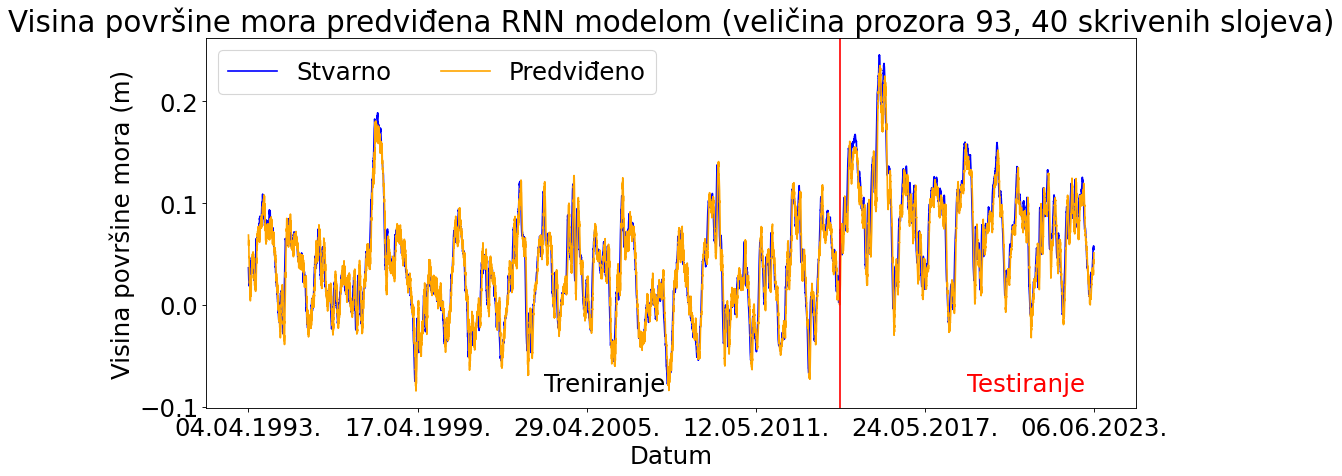 Visina površine mora predviđena RNN modelom (veličina prozora 93, 40 skrivenih slojeva)
Stvarno
Predviđeno
Visina površine mora (m)
0.2
0.1
0.0
−0.1
Treniranje
Testiranje
04.04.1993.
17.04.1999.
29.04.2005.
12.05.2011.
24.05.2017.
06.06.2023.
Datum